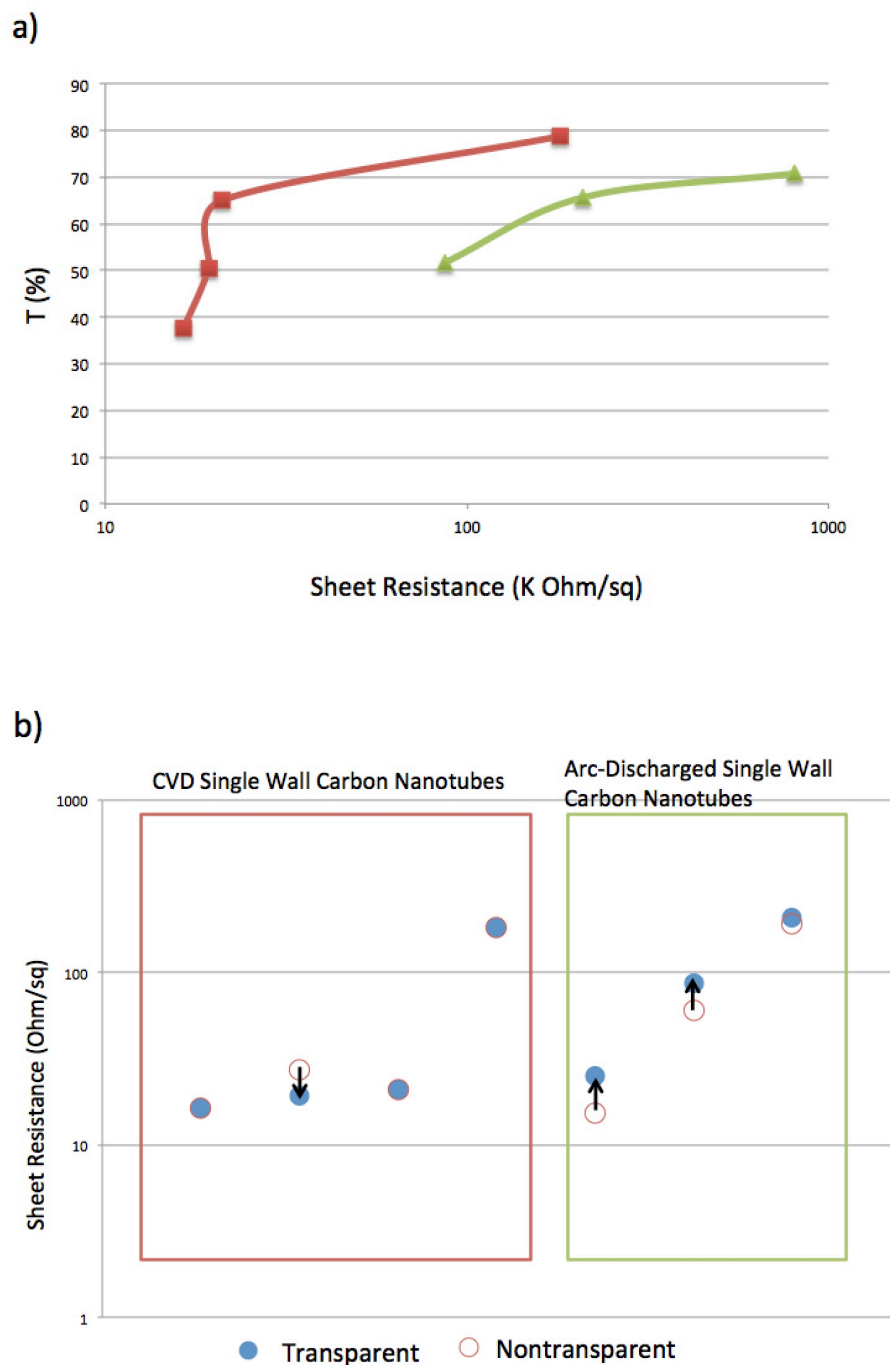 a)
90
80
70
60
50
40
30
20
10
0
T (%)
10
100
1000
Sheet Resistance (K Ohm/sq)
b)
CVD Single Wall Carbon Nanotubes
Arc-Discharged Single Wall
Carbon Nanotubes
1000
100
10
1
Sheet Resistance (Ohm/sq)
Transparent
Nontransparent